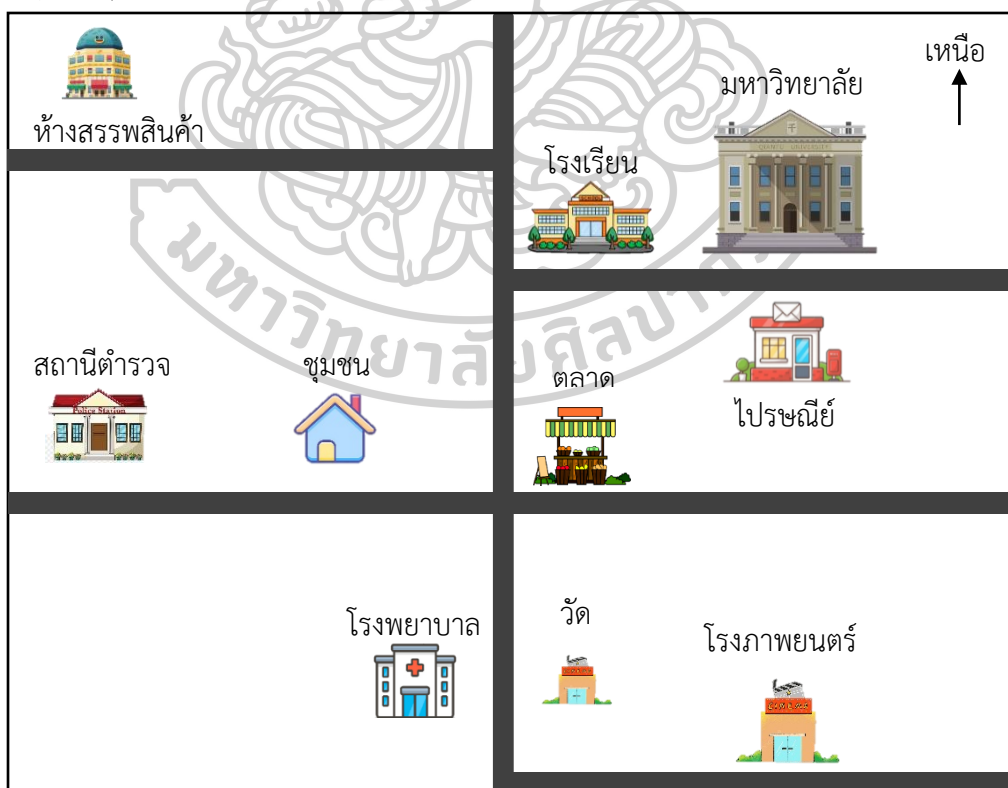 เหนือ
มหาวิทยาลัย
ห้างสรรพสินค้า
QIANFU UNIVERSITY
โรงเรียน
มหาวิทยาลัยศิลปากร
สถานีตำรวจ
ชุมชน
ตลาด
ไปรษณีย์
Police Station
วัด
โรงพยาบาล
โรงภาพยนตร์